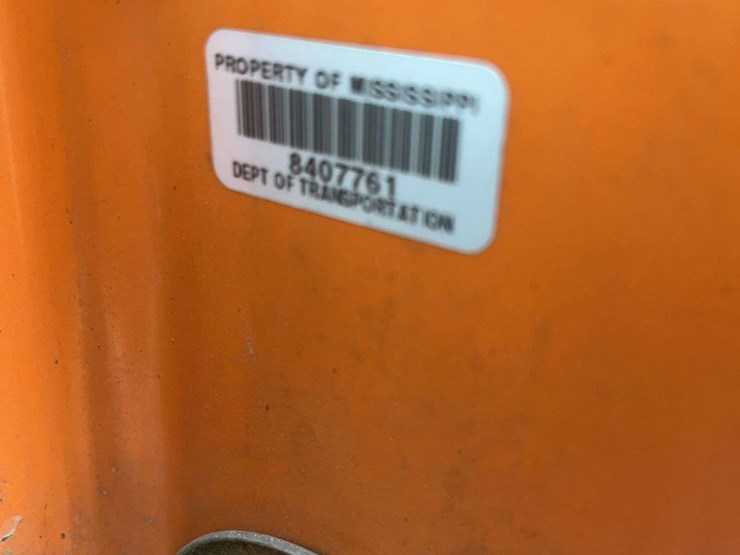 PROPERTY OF MISSISSIPPI
8407761
DEPT OF TRANSPORTATION